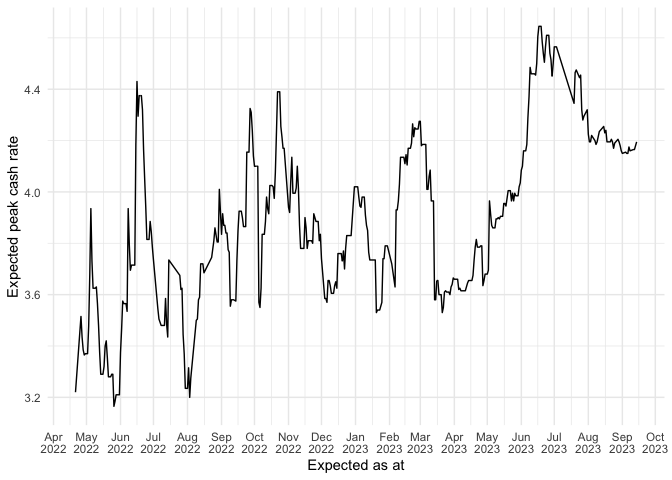 Expected peak cash rate
4.4
4.0
3.6
3.2
Apr May Jun Jul Aug Sep Oct Nov Dec Jan Feb Mar Apr May Jun Jul Aug Sep Oct
2022 2022 2022 2022 2022 2022 2022 2022 2022 2023 2023 2023 2023 2023 2023 2023 2023 2023 2023
Expected as at